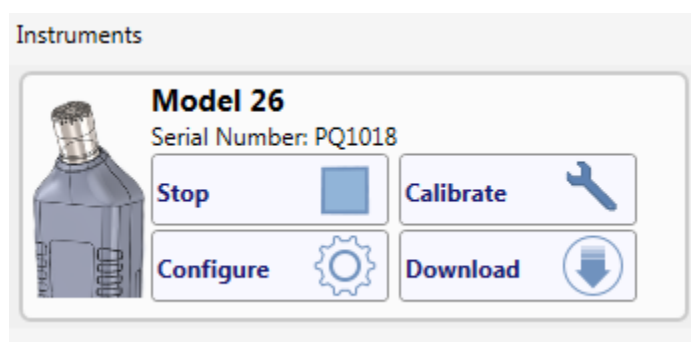 Instruments
Model 26
Serial Number: PQ1018
Stop
Calibrate
Configure
Download